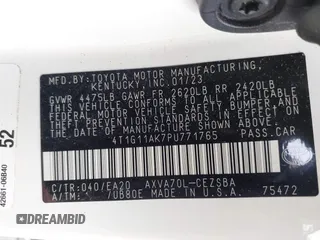 MFD. BY: TOYOTA MOTOR MANUFACTURING,
KENTUCKY, INC. 01/23
GVWR 4475LB GAWR FR 2620LB RR 2420LB
THIS VEHICLE CONFORMS TO ALL APPLICABLE
FEDERAL MOTOR VEHICLE SAFETY, BUMPER,
AND THEFT PREVENTION STANDARDS IN EFFECT
ON THE DATE OF MANUFACTURE SHOWN ABOVE.
4T1G11AK7PU771765 PASS.CAR
C/TR:040/EA20 AXVA70L-CEZSBA
A/TM: /UB80E MADE IN U.S.A. 75472
52
42661-06840
DREAMBID